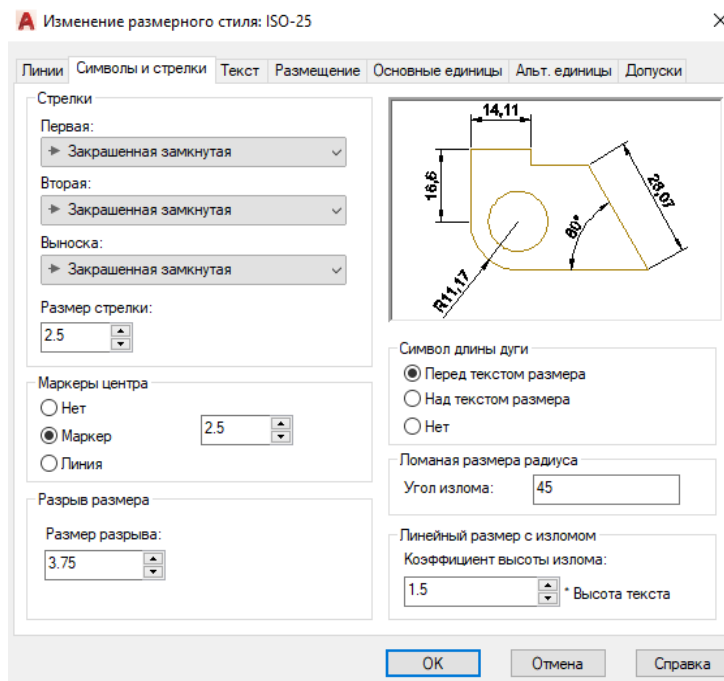 Изменение размерного стиля: ISO-25
Линии Символы и стрелки Текст Размещение Основные единицы Альт. единицы Допуски
Стрелки
Первая:
Закрашенная замкнутая
Вторая:
Закрашенная замкнутая
Выноска:
Закрашенная замкнутая
Размер стрелки:
2.5
Маркеры центра
Нет
Маркер
2.5
Линия
Разрыв размера
Размер разрыва:
3.75
14,11
16,6
28,07
60°
R11,17
Символ длины дуги
Перед текстом размера
Над текстом размера
Нет
Ломаная размера радиуса
Угол излома: 45
Линейный размер с изломом
Коэффициент высоты излома:
1.5 * Высота текста
OK Отмена Справка